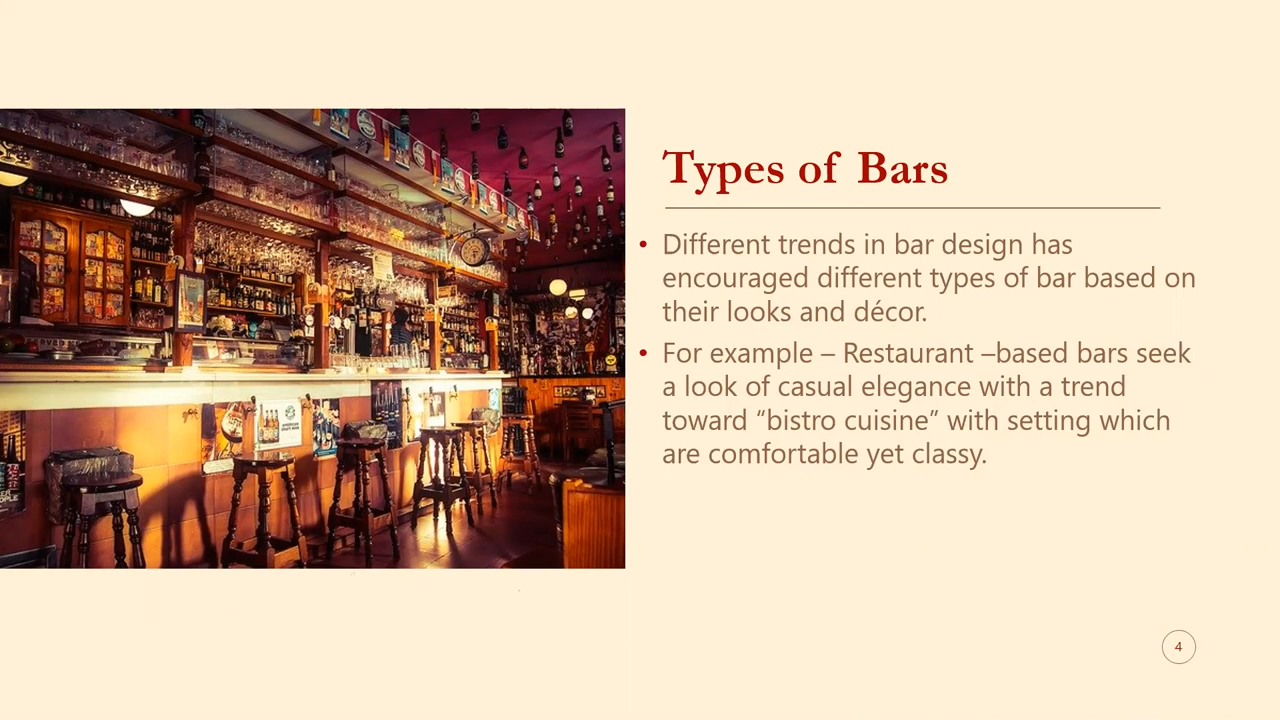 Types of Bars
• Different trends in bar design has
encouraged different types of bar based on
their looks and décor.
• For example – Restaurant –based bars seek
a look of casual elegance with a trend
toward “bistro cuisine” with setting which
are comfortable yet classy.
4